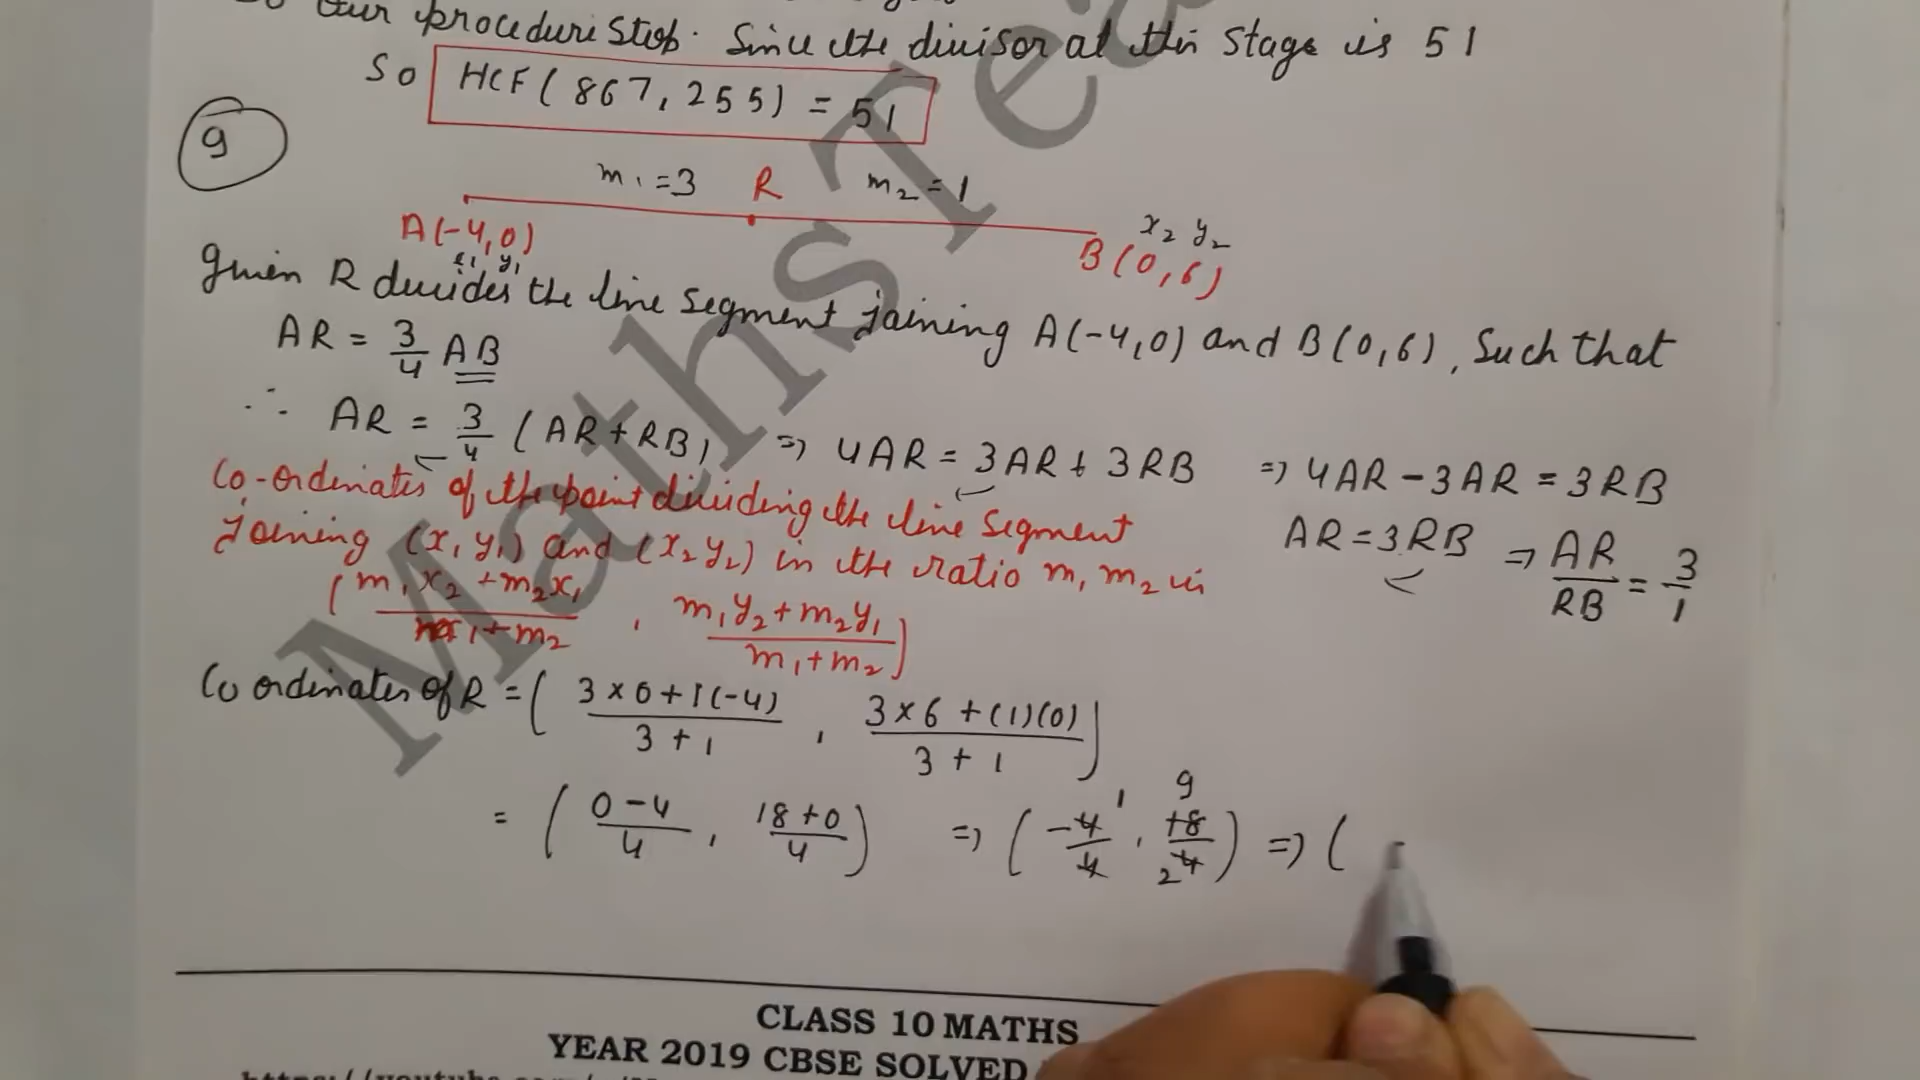 our procedure stop. Since the divisor at this stage is 51
So HCF(867, 255) = 51
9
m1=3 R m2=1
A(-4,0) x2 y2
x1 y1 B(0,6)
Given R divides the line segment joining A(-4,0) and B(0,6), Such that
AR = 3/4 AB
∴ AR = 3/4 (AR+RB) => 4AR = 3AR + 3RB => 4AR - 3AR = 3RB
AR = 3RB => AR/RB = 3/1
Co-ordinates of the point dividing the line segment
joining (x1 y1) and (x2 y2) in the ratio m1 m2 is
(m1x2 + m2x1 / m1+m2 , m1y2 + m2y1 / m1+m2)
Co ordinates of R = ( 3×0+1(-4) / 3+1 , 3×6+(1)(0) / 3+1 )
= ( 0-4/4 , 18+0/4 ) => ( -4/4 1 , 18/4 9 2 ) => (
CLASS 10 MATHS
YEAR 2019 CBSE SOLVED
MathsTea